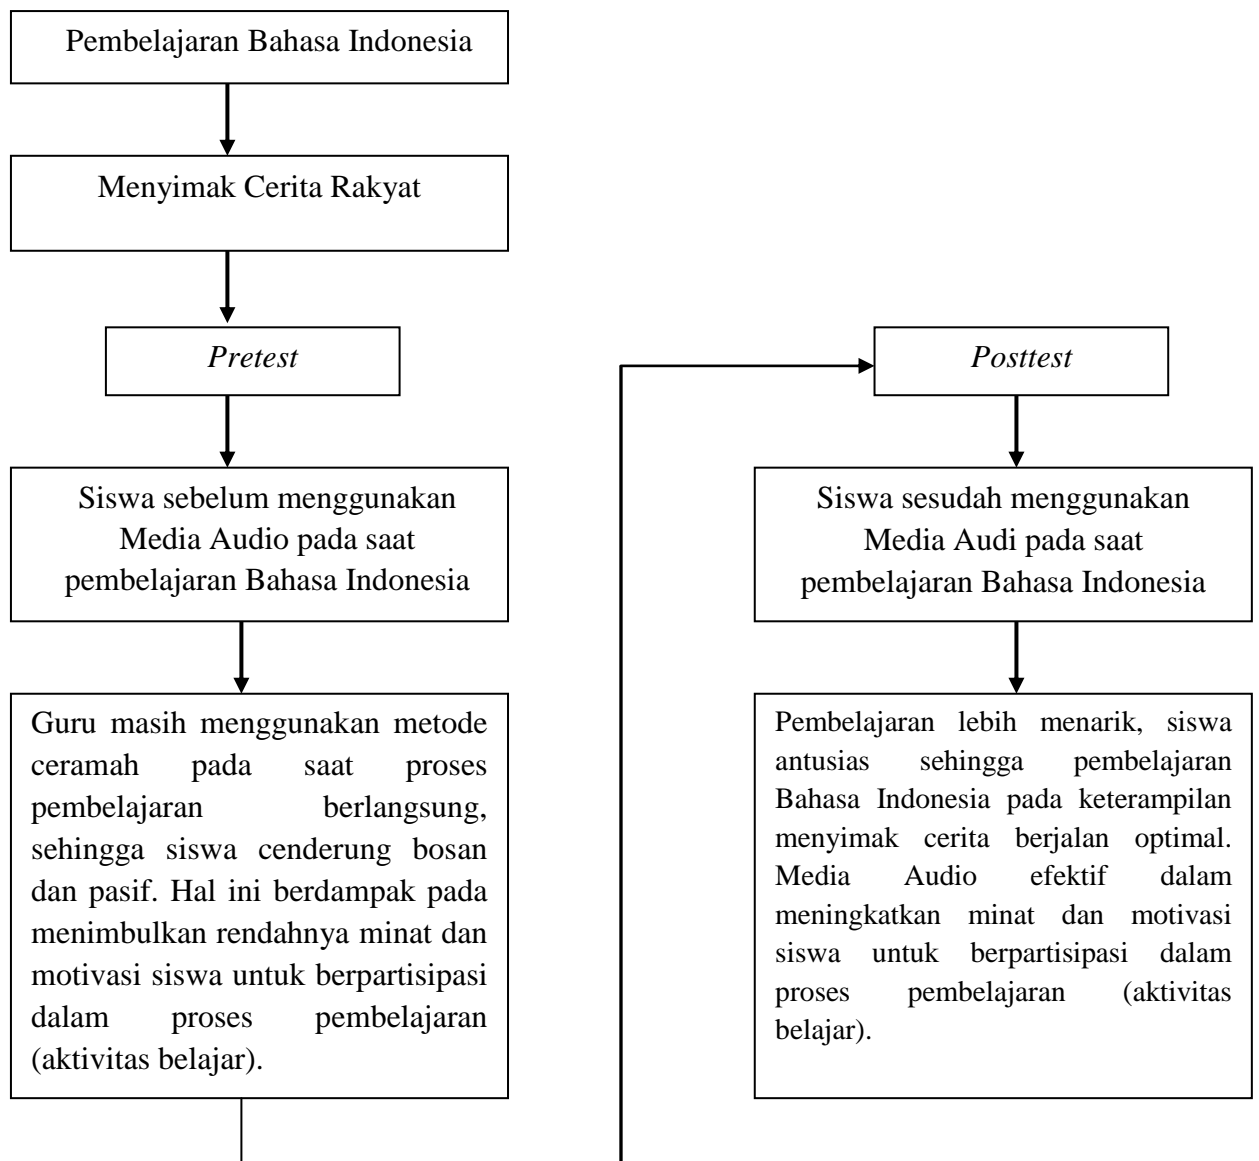 Pembelajaran Bahasa Indonesia
Menyimak Cerita Rakyat
Pretest
Siswa sebelum menggunakan
Media Audio pada saat
pembelajaran Bahasa Indonesia
Guru masih menggunakan metode
ceramah pada saat proses
pembelajaran berlangsung,
sehingga siswa cenderung bosan
dan pasif. Hal ini berdampak pada
menimbulkan rendahnya minat dan
motivasi siswa untuk berpartisipasi
dalam proses pembelajaran
(aktivitas belajar).
Posttest
Siswa sesudah menggunakan
Media Audi pada saat
pembelajaran Bahasa Indonesia
Pembelajaran lebih menarik, siswa
antusias sehingga pembelajaran
Bahasa Indonesia pada keterampilan
menyimak cerita berjalan optimal.
Media Audio efektif dalam
meningkatkan minat dan motivasi
siswa untuk berpartisipasi dalam
proses pembelajaran (aktivitas
belajar).